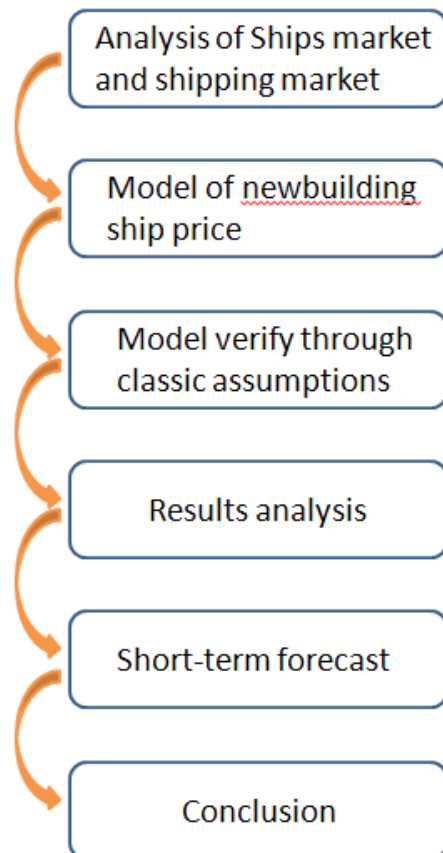 Analysis of Ships market
and shipping market
Model of newbuilding
ship price
Model verify through
classic assumptions
Results analysis
Short-term forecast
Conclusion